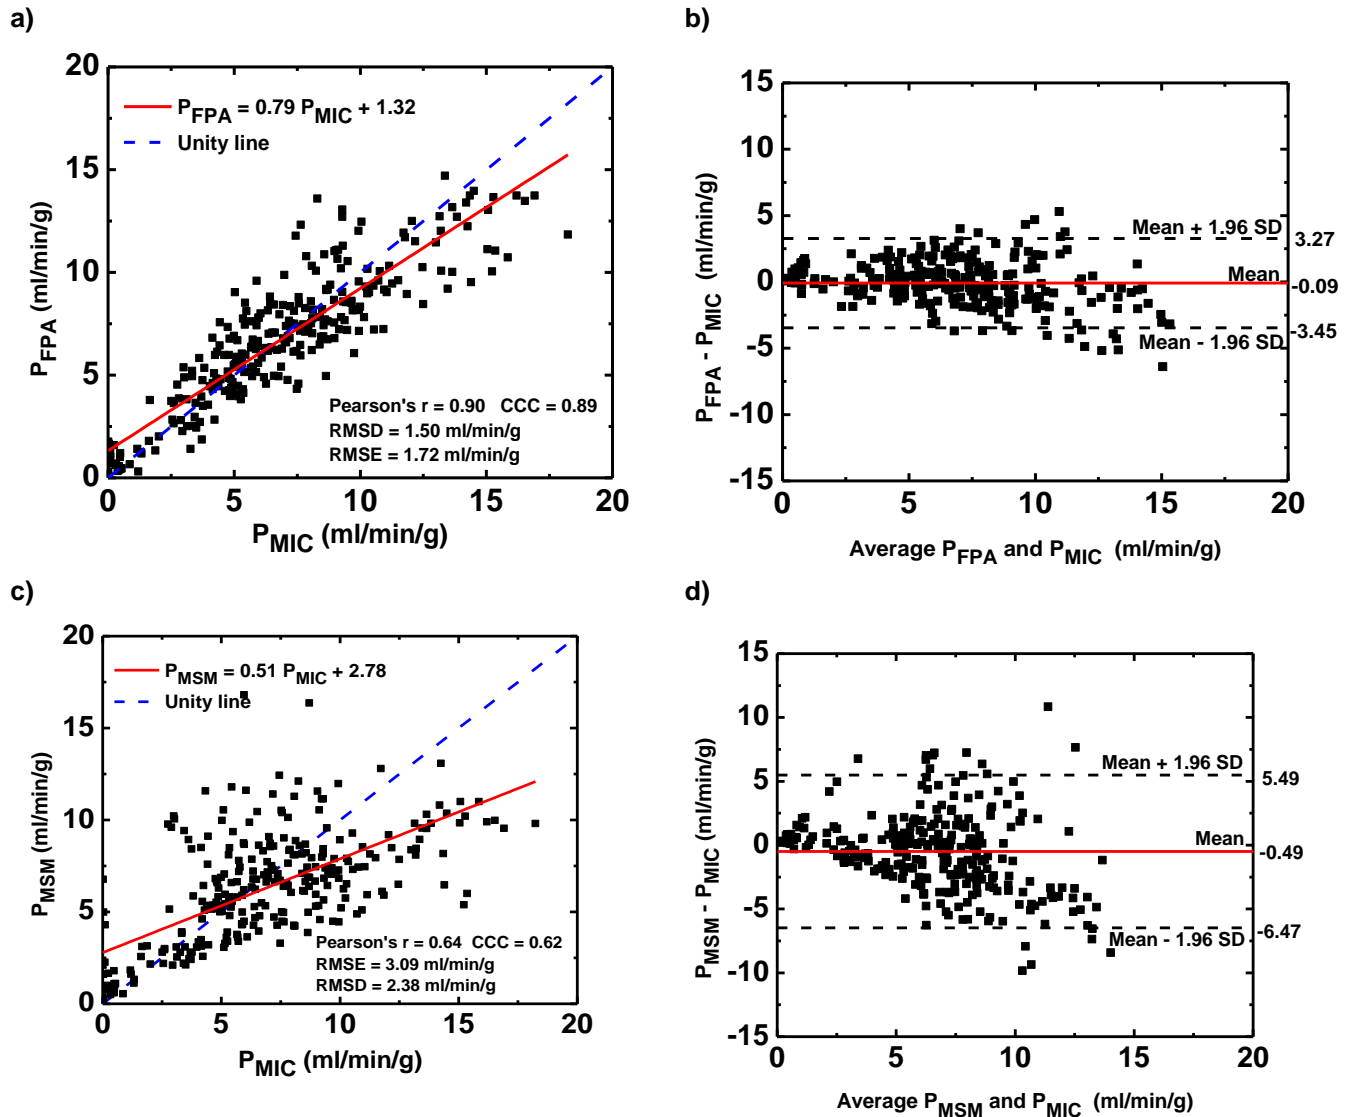 a)
20
15
10
5
0
0
5
10
15
20
P_FPA (ml/min/g)
P_MIC (ml/min/g)
P_FPA = 0.79 P_MIC + 1.32
Unity line
Pearson's r = 0.90 CCC = 0.89
RMSD = 1.50 ml/min/g
RMSE = 1.72 ml/min/g
b)
15
10
5
0
-5
-10
-15
0
5
10
15
20
P_FPA - P_MIC (ml/min/g)
Average P_FPA and P_MIC (ml/min/g)
Mean + 1.96 SD
3.27
Mean
-0.09
Mean - 1.96 SD
-3.45
c)
20
15
10
5
0
0
5
10
15
20
P_MSM (ml/min/g)
P_MIC (ml/min/g)
P_MSM = 0.51 P_MIC + 2.78
Unity line
Pearson's r = 0.64 CCC = 0.62
RMSE = 3.09 ml/min/g
RMSD = 2.38 ml/min/g
d)
15
10
5
0
-5
-10
-15
0
5
10
15
20
P_MSM - P_MIC (ml/min/g)
Average P_MSM and P_MIC (ml/min/g)
Mean + 1.96 SD
5.49
Mean
-0.49
Mean - 1.96 SD
-6.47